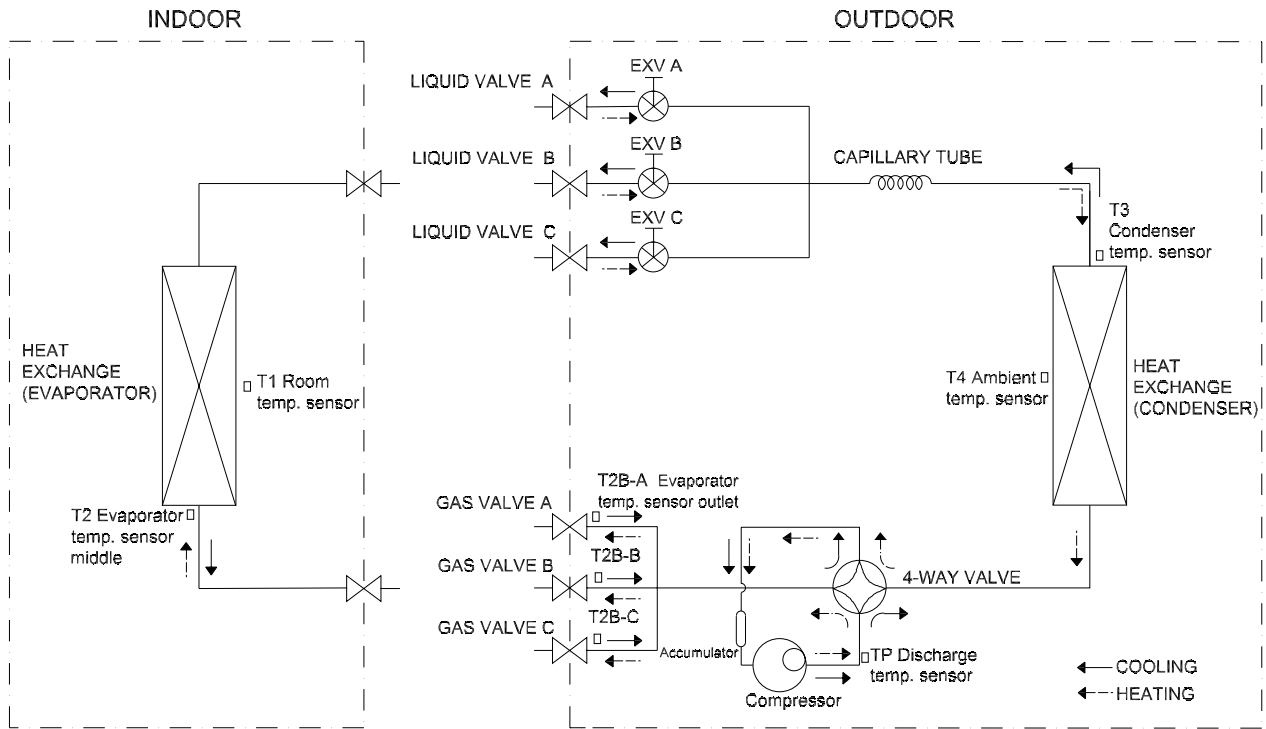 INDOOR
OUTDOOR
LIQUID VALVE A
EXV A
LIQUID VALVE B
EXV B
CAPILLARY TUBE
LIQUID VALVE C
EXV C
T3
Condenser
temp. sensor
HEAT
EXCHANGE
(EVAPORATOR)
T1 Room
temp. sensor
T4 Ambient
temp. sensor
HEAT
EXCHANGE
(CONDENSER)
T2 Evaporator
temp. sensor
middle
GAS VALVE A
T2B-A Evaporator
temp. sensor outlet
GAS VALVE B
T2B-B
4-WAY VALVE
GAS VALVE C
T2B-C
Accumulator
Compressor
TP Discharge
temp. sensor
COOLING
HEATING